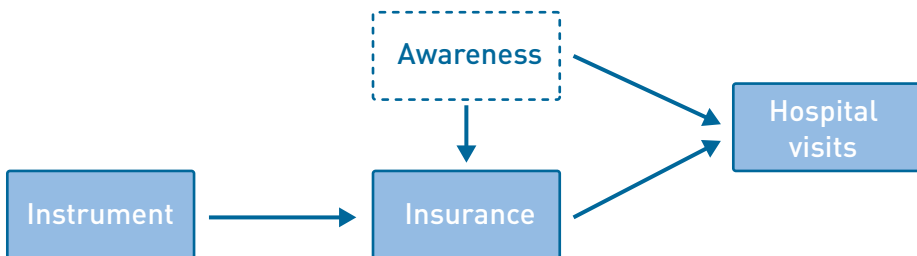 Awareness
Hospital
visits
Instrument
Insurance